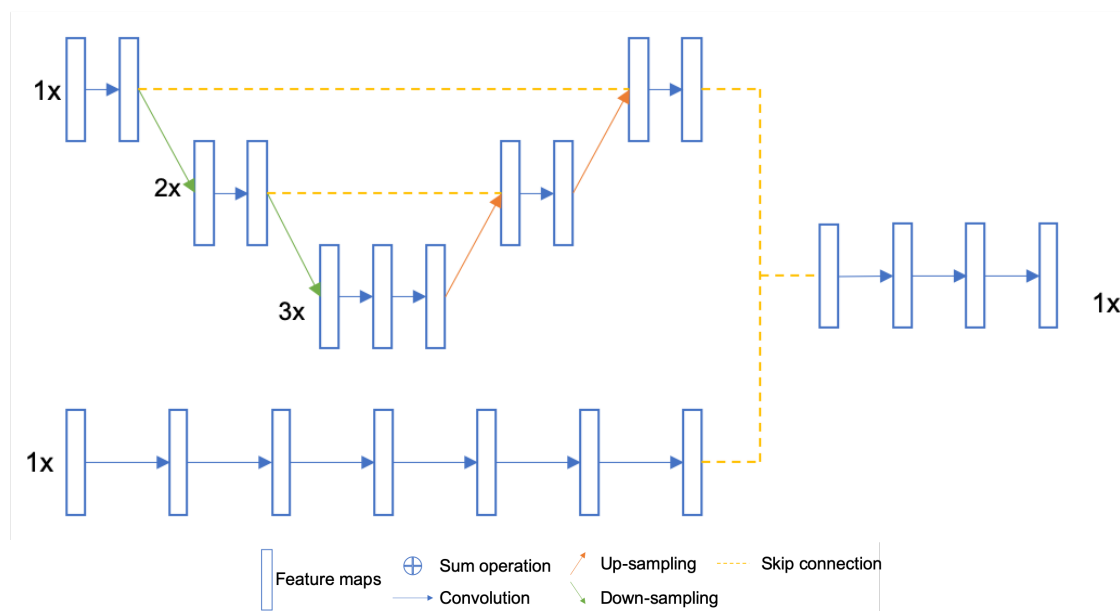 1x
2x
3x
1x
1x
Feature maps
Sum operation
Convolution
Up-sampling
Down-sampling
Skip connection